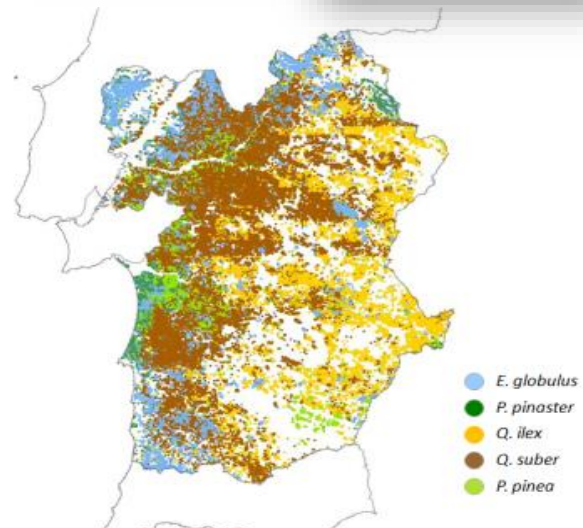 E. globulus
P. pinaster
Q. ilex
Q. suber
P. pinea